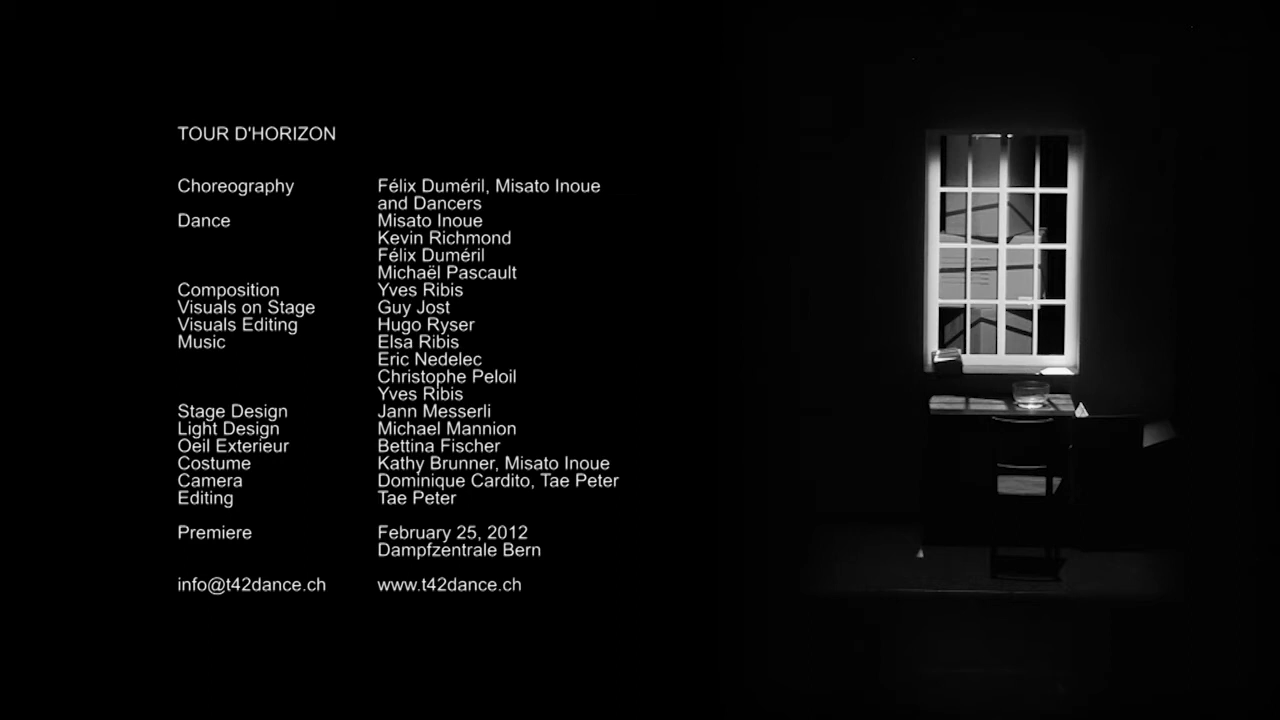 TOUR D'HORIZON
Choreography Félix Duméril, Misato Inoue
and Dancers
Dance Misato Inoue
Kevin Richmond
Félix Duméril
Michaël Pascault
Composition Yves Ribis
Visuals on Stage Guy Jost
Visuals Editing Hugo Ryser
Music Elsa Ribis
Eric Nedelec
Christophe Peloil
Yves Ribis
Stage Design Jann Messerli
Light Design Michael Mannion
Oeil Exterieur Bettina Fischer
Costume Kathy Brunner, Misato Inoue
Camera Dominique Cardito, Tae Peter
Editing Tae Peter
Premiere February 25, 2012
Dampfzentrale Bern
info@t42dance.ch www.t42dance.ch